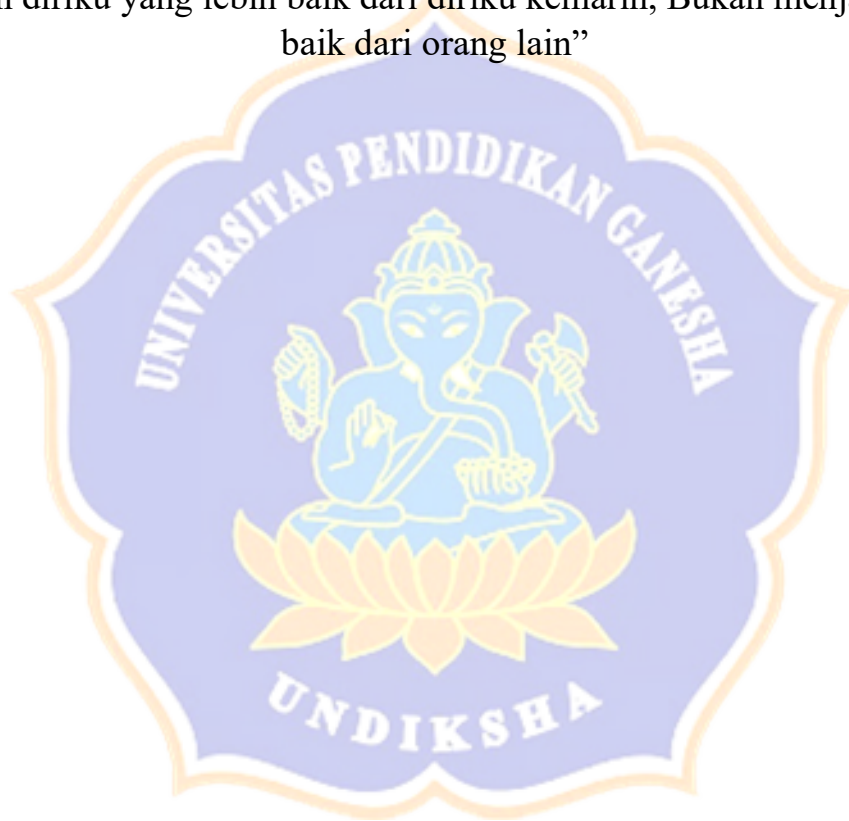 diriku yang lebih baik dari diriku kemarin, Bukan
baik dari orang lain”
UNIVERSITAS PENDIDIKAN GANESHA
UNDIKSHA